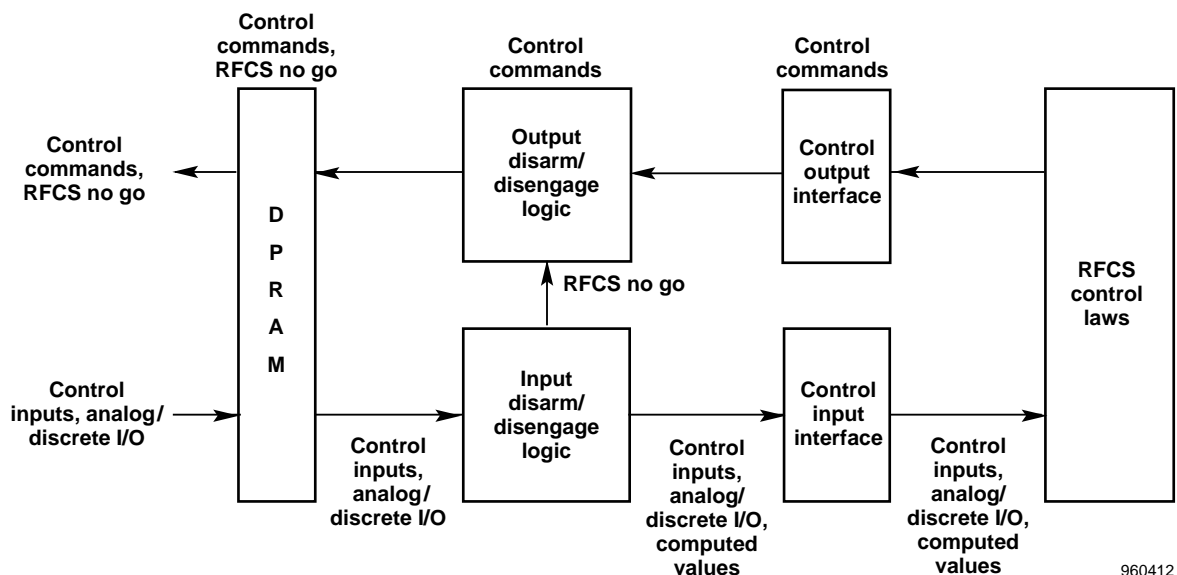 Control
commands,
RFCS no go
Control
commands
Control
commands
Control
commands,
RFCS no go
D
P
R
A
M
Output
disarm/
disengage
logic
Control
output
interface
RFCS
control
laws
RFCS no go
Control
inputs, analog/
discrete I/O
Input
disarm/
disengage
logic
Control
input
interface
Control
inputs,
analog/
discrete I/O
Control
inputs,
analog/
discrete I/O,
computed
values
Control
inputs,
analog/
discrete I/O,
computed
values
960412